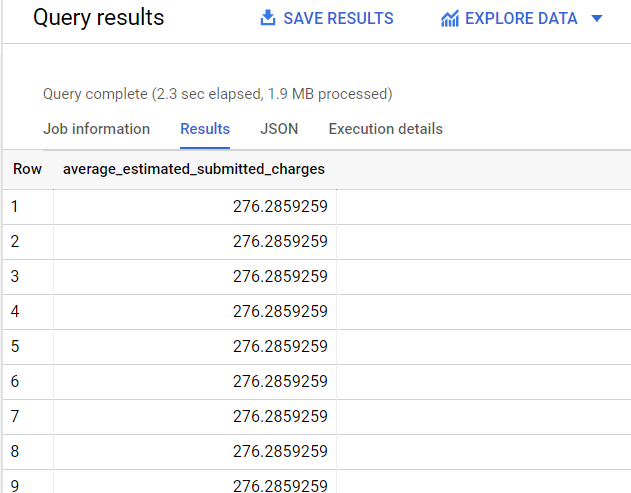 Query results SAVE RESULTS EXPLORE DATA
Query complete (2.3 sec elapsed, 1.9 MB processed)
Job information Results JSON Execution details
Row average_estimated_submitted_charges
1 276.2859259
2 276.2859259
3 276.2859259
4 276.2859259
5 276.2859259
6 276.2859259
7 276.2859259
8 276.2859259
9 276.2859259